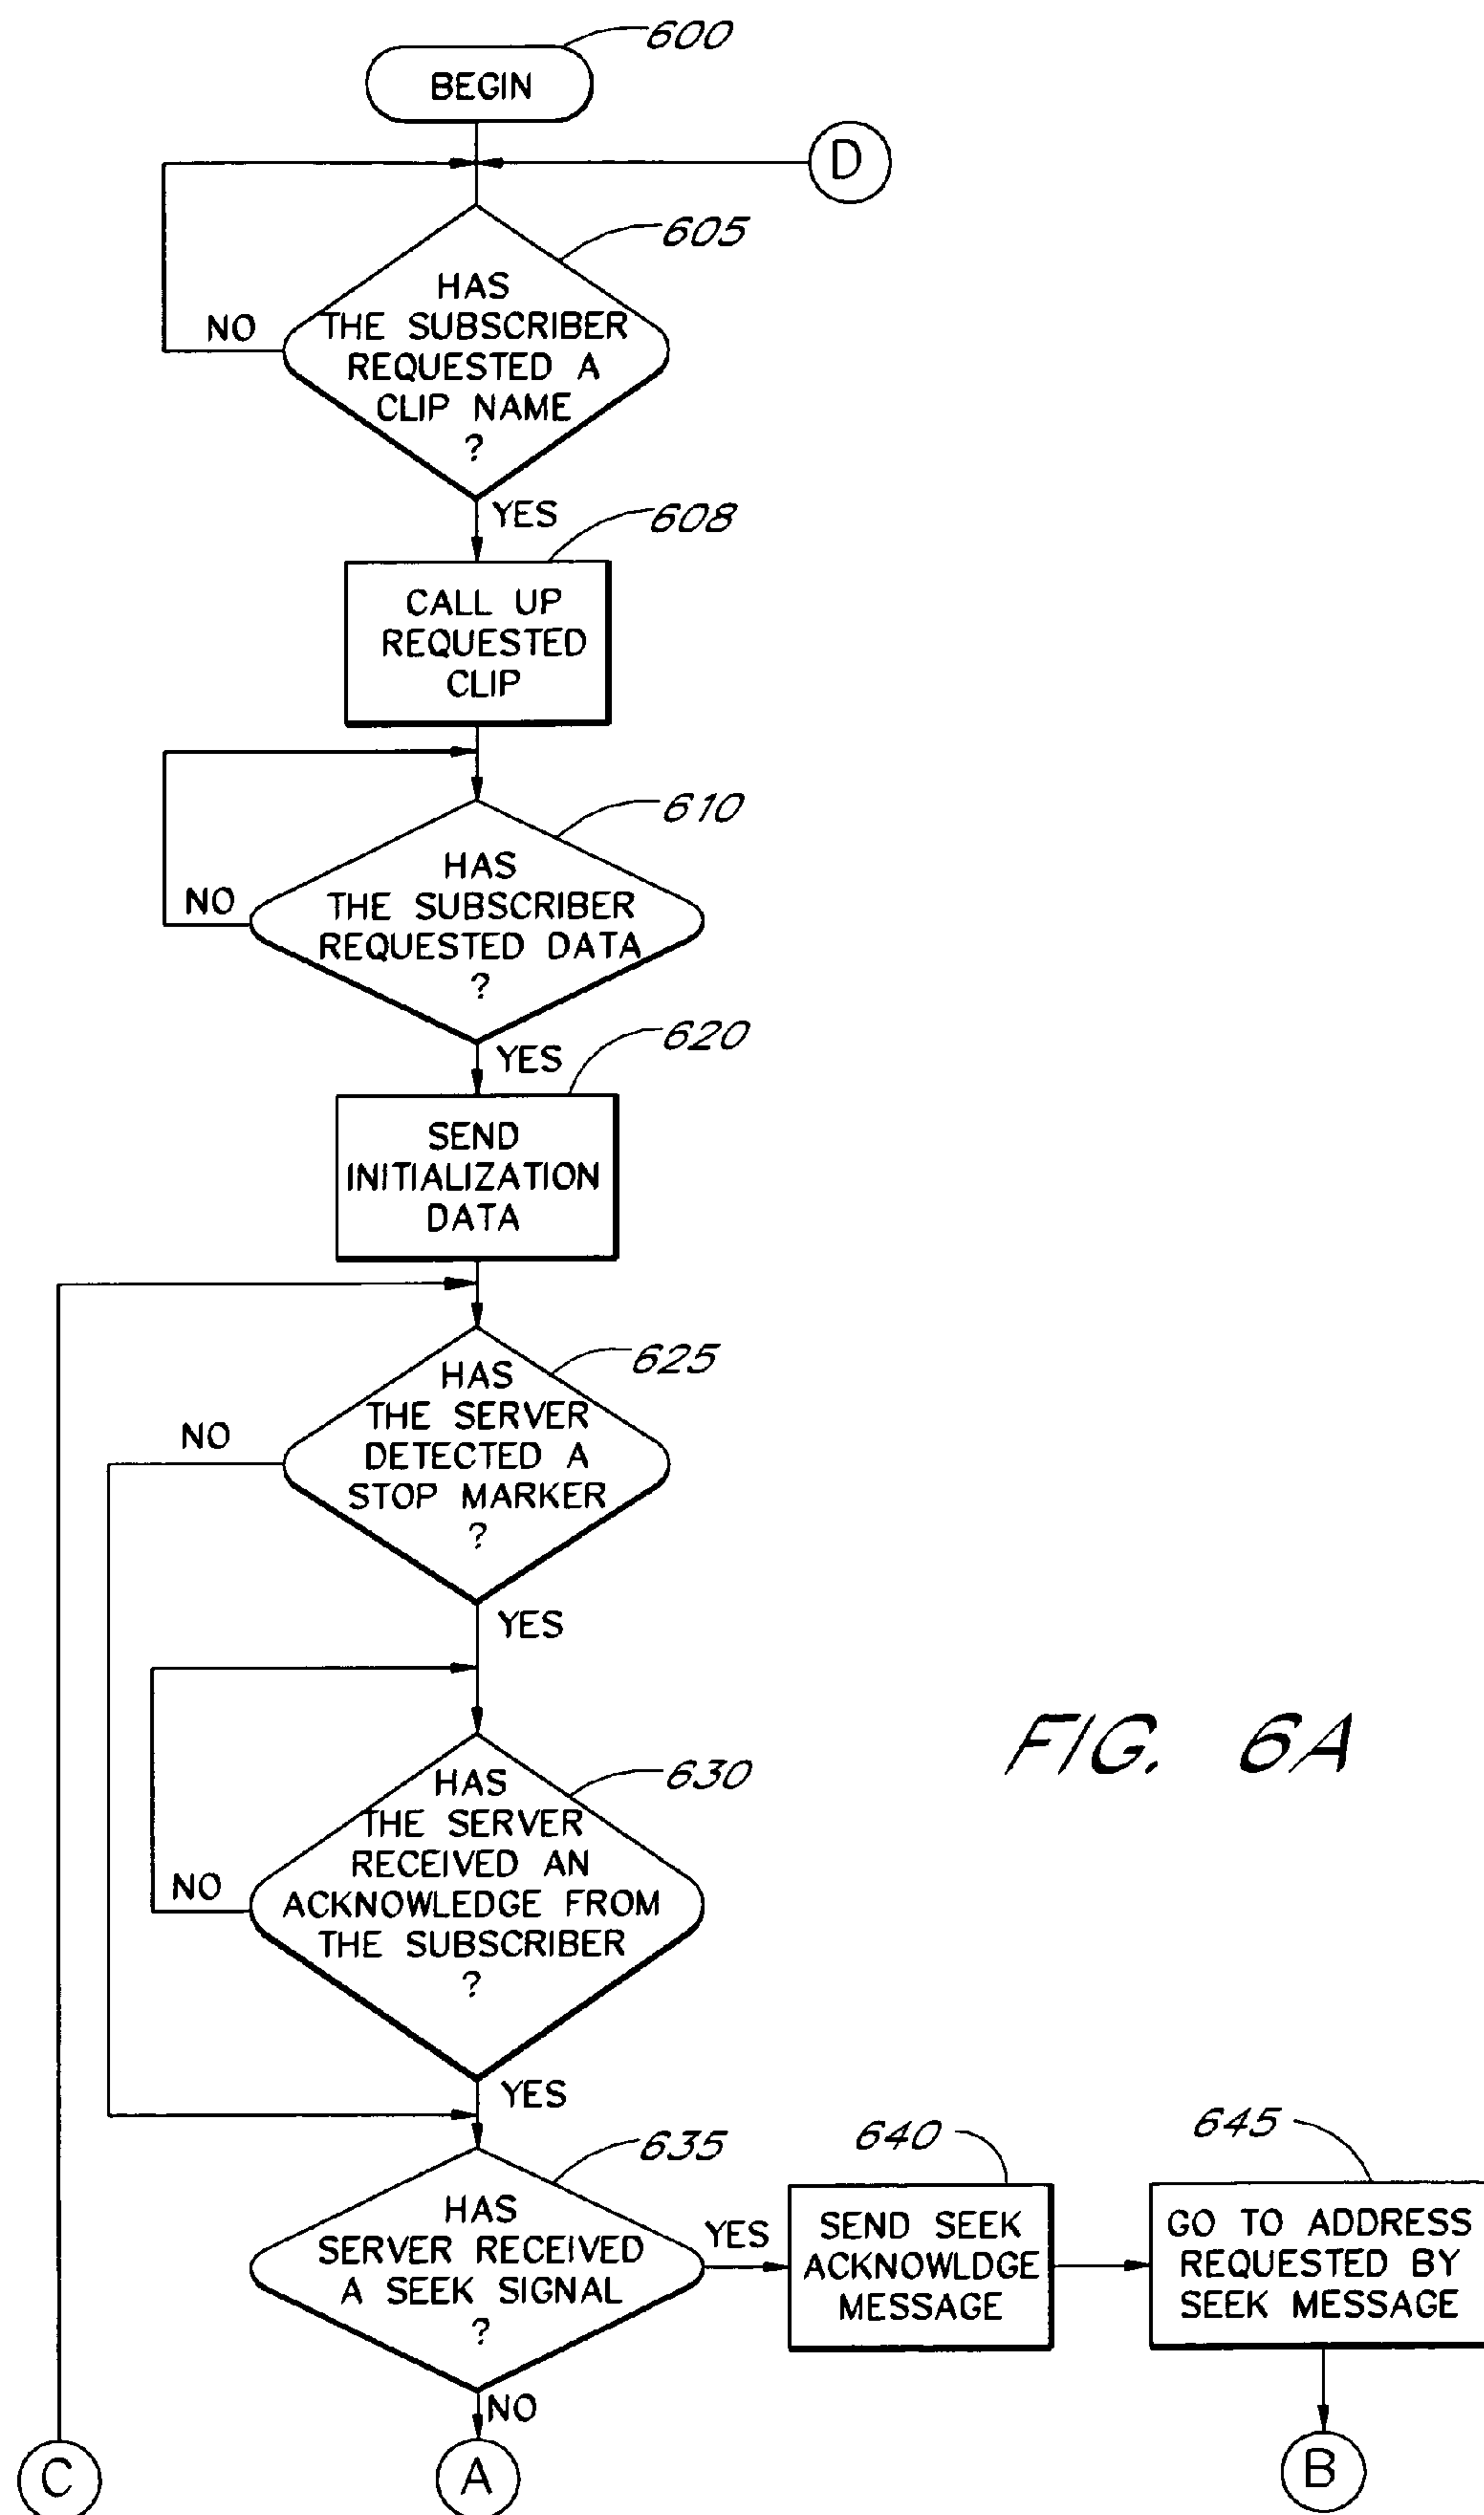 600
BEGIN
D
605
HAS
THE SUBSCRIBER
REQUESTED A
CLIP NAME
?
NO
YES
608
CALL UP
REQUESTED
CLIP
610
HAS
THE SUBSCRIBER
REQUESTED DATA
?
NO
YES
620
SEND
INITIALIZATION
DATA
625
HAS
THE SERVER
DETECTED A
STOP MARKER
?
NO
YES
630
HAS
THE SERVER
RECEIVED AN
ACKNOWLEDGE FROM
THE SUBSCRIBER
?
NO
YES
FIG. 6A
635
HAS
SERVER RECEIVED
A SEEK SIGNAL
?
YES
NO
640
SEND SEEK
ACKNOWLDGE
MESSAGE
645
GO TO ADDRESS
REQUESTED BY
SEEK MESSAGE
C
A
B